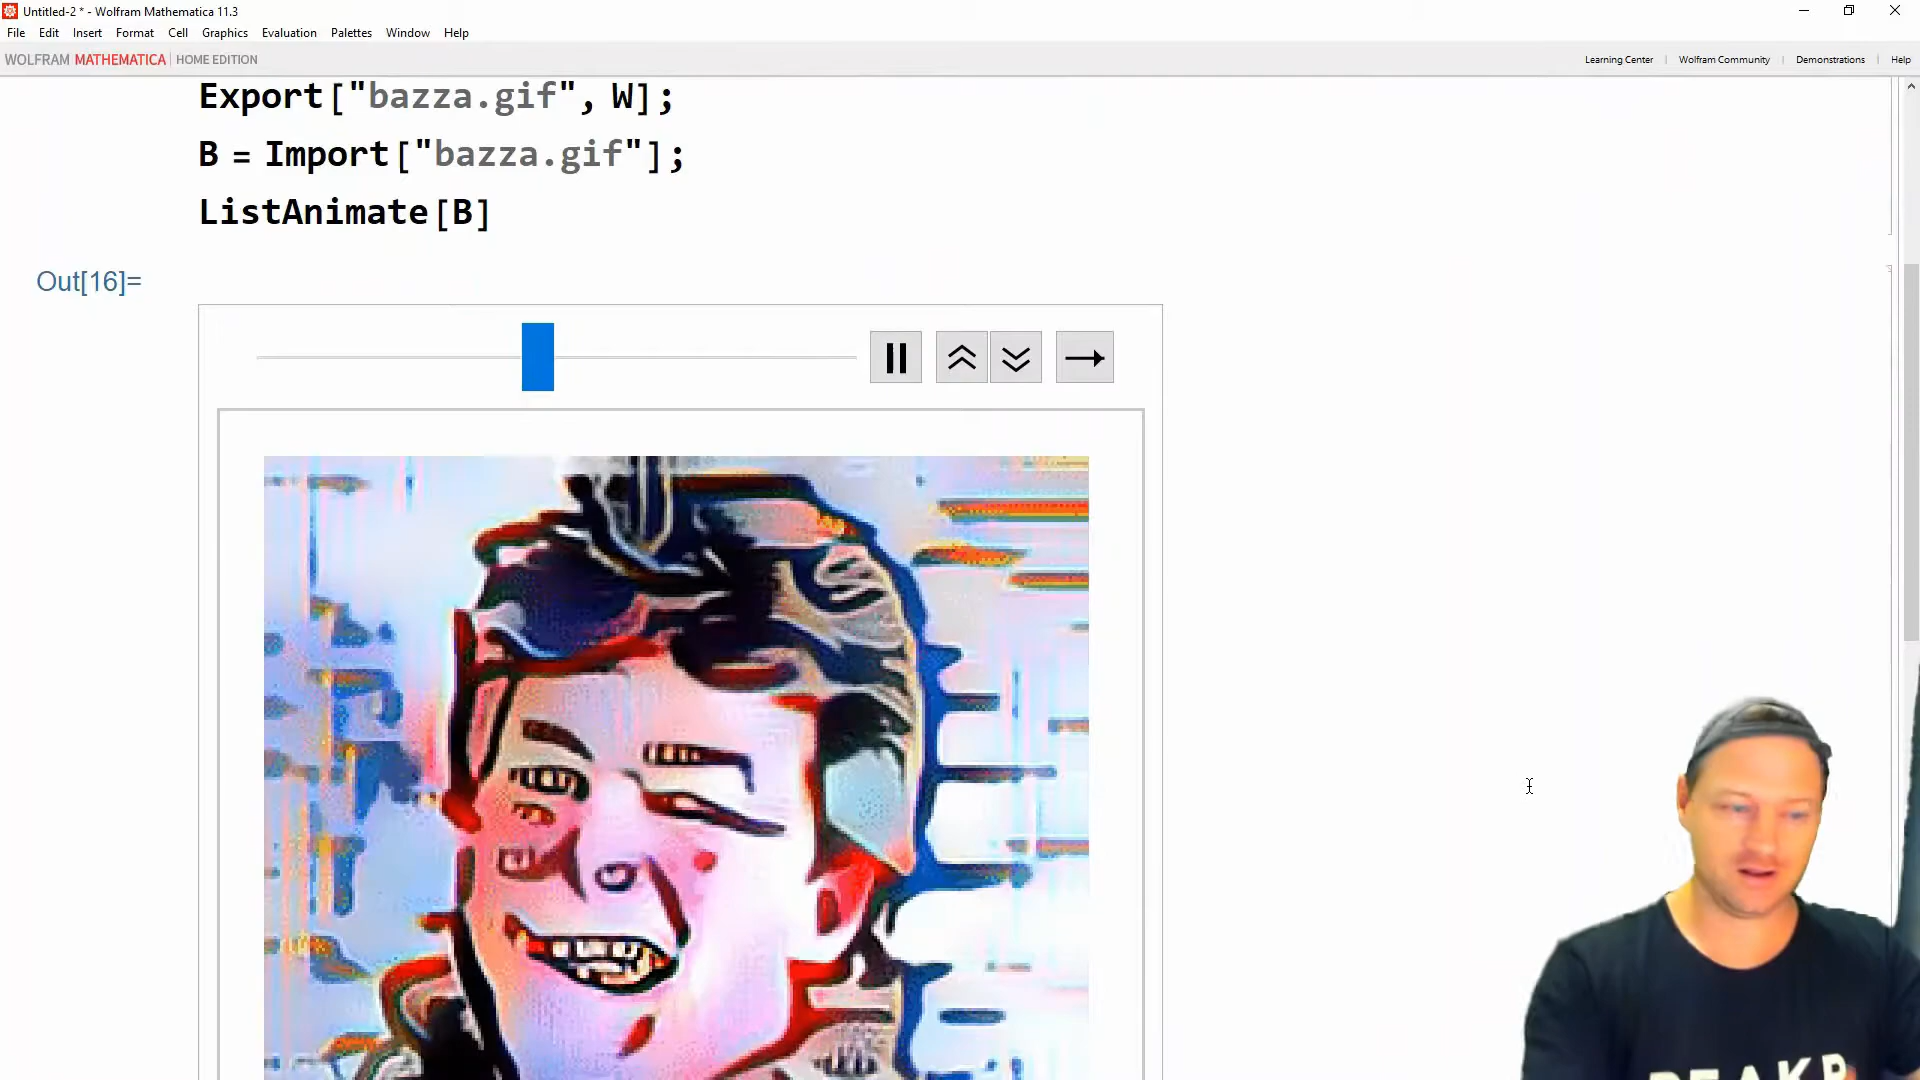 Untitled-2 * - Wolfram Mathematica 11.3
File Edit Insert Format Cell Graphics Evaluation Palettes Window Help
WOLFRAM MATHEMATICA | HOME EDITION
Learning Center | Wolfram Community | Demonstrations | Help
Export["bazza.gif", W];
B = Import["bazza.gif"];
ListAnimate[B]
Out[16]=